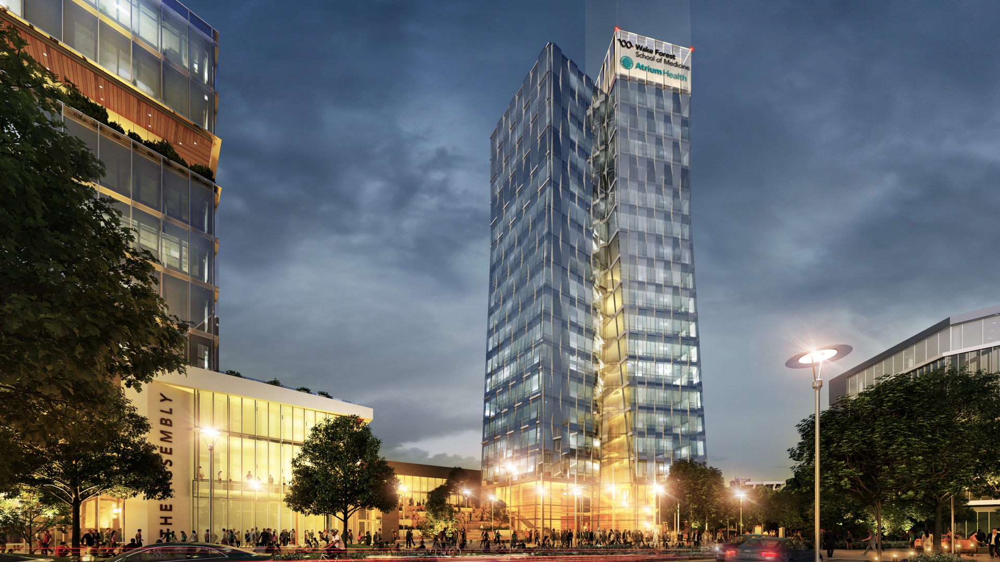 Wake Forest
School of Medicine
Atrium Health
THE ASSEMBLY